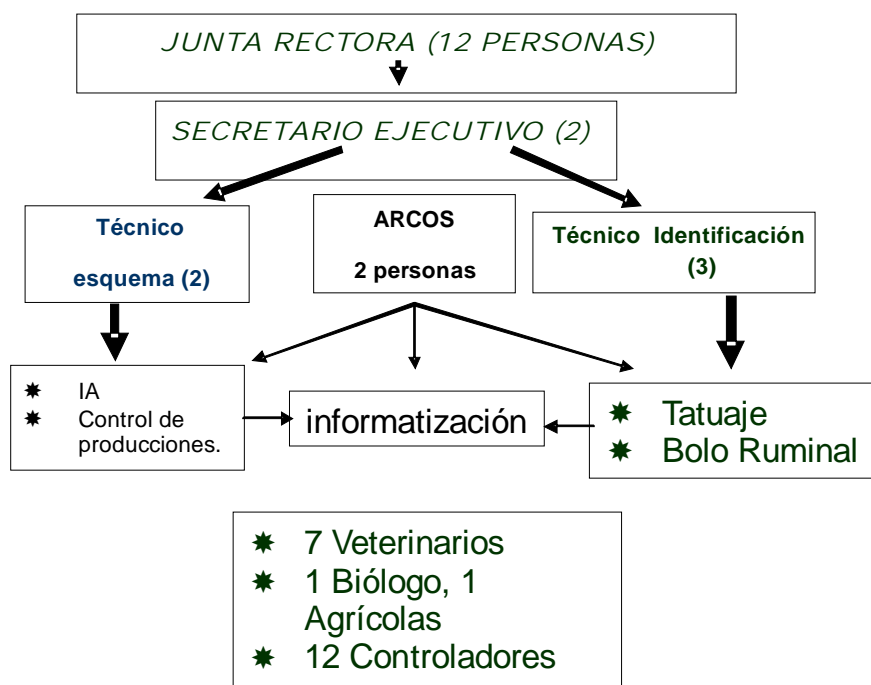 JUNTA RECTORA (12 PERSONAS)
SECRETARIO EJECUTIVO (2)
Técnico
esquema (2)
ARCOS
2 personas
Técnico Identificación
(3)
IA
Control de
producciones.
informatización
Tatuaje
Bolo Ruminal
7 Veterinarios
1 Biólogo, 1
Agrícolas
12 Controladores